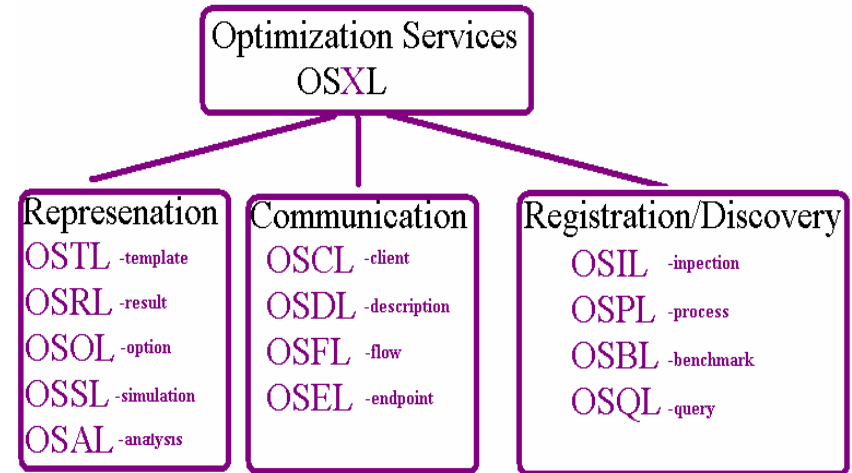 Optimization Services
OSXL
Represenation
OSTL -template
OSRL -result
OSOL -option
OSSL -simulation
OSAL -analysis
Communication
OSCL -client
OSDL -description
OSFL -flow
OSEL -endpoint
Registration/Discovery
OSIL -inpection
OSPL -process
OSBL -benchmark
OSQL -query